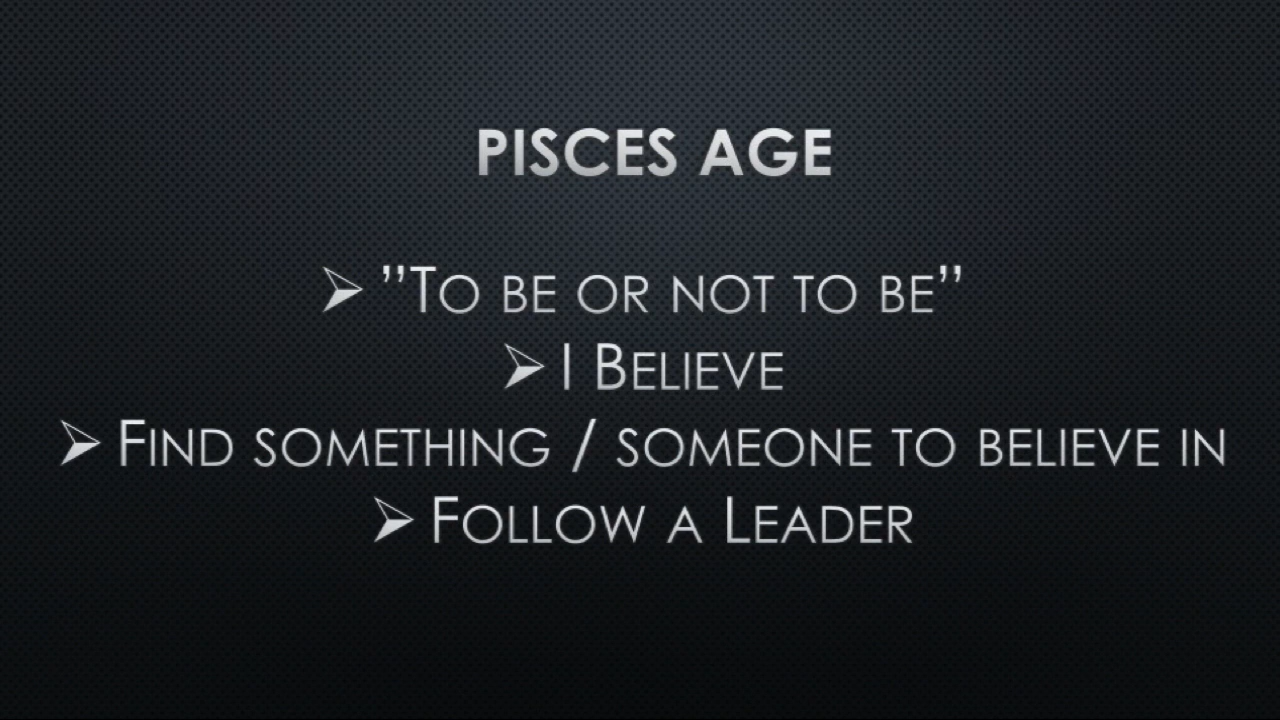 PISCES AGE
➢ ”To be or not to be”
➢ I Believe
➢ Find something / someone to believe in
➢ Follow a Leader